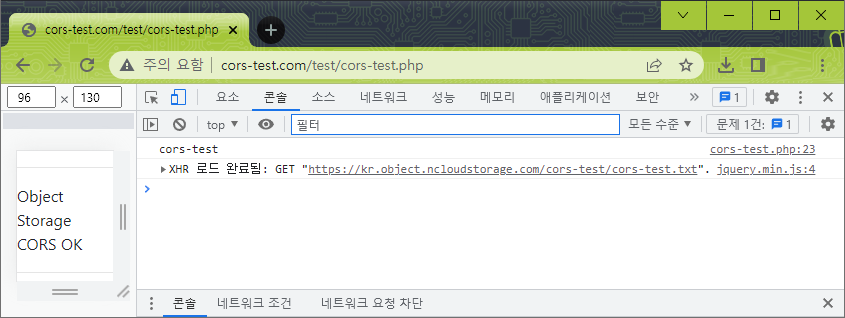 cors-test.com/test/cors-test.php
주의 요함 | cors-test.com/test/cors-test.php
96 × 130
요소 콘솔 소스 네트워크 성능 메모리 애플리케이션 보안 » 1
top ▼ 필터 모든 수준 ▼ 문제 1건: 1
cors-test cors-test.php:23
XHR 로드 완료됨: GET "https://kr.object.ncloudstorage.com/cors-test/cors-test.txt". jquery.min.js:4
Object
Storage
CORS OK
콘솔 네트워크 조건 네트워크 요청 차단